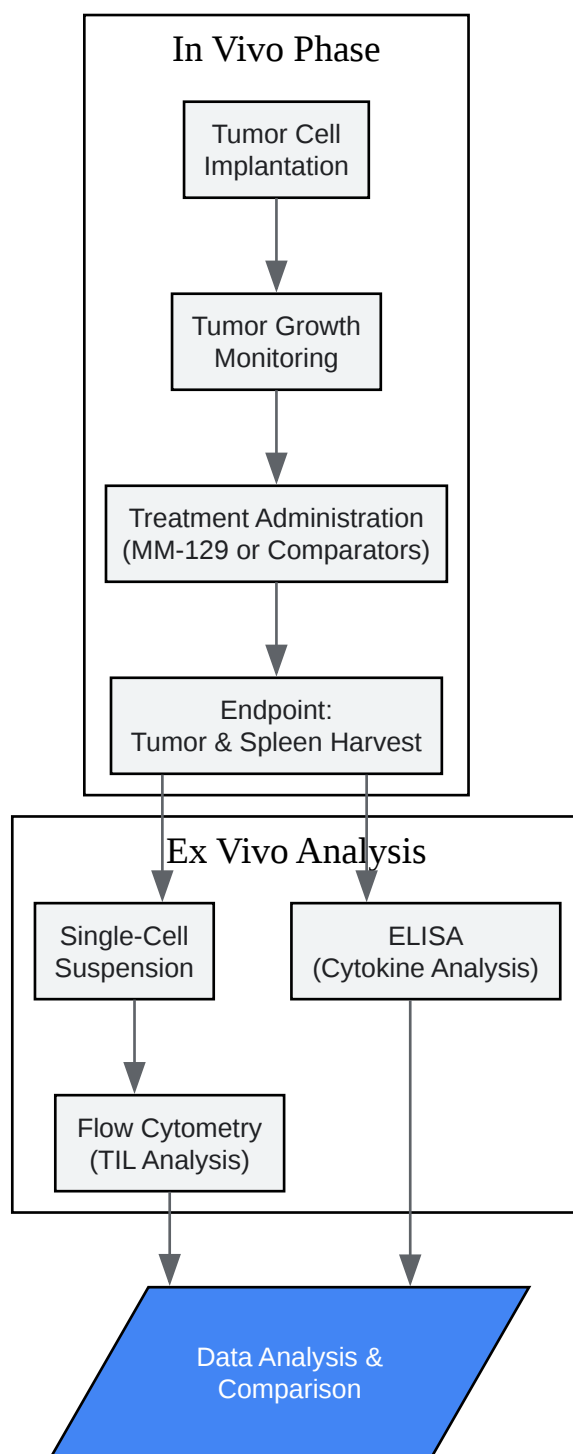 In Vivo Phase
Tumor Cell
Implantation
Tumor Growth
Monitoring
Treatment Administration
(MM-129 or Comparators)
Endpoint:
Tumor & Spleen Harvest
Ex Vivo Analysis
Single-Cell
Suspension
ELISA
(Cytokine Analysis)
Flow Cytometry
(TIL Analysis)
Data Analysis &
Comparison